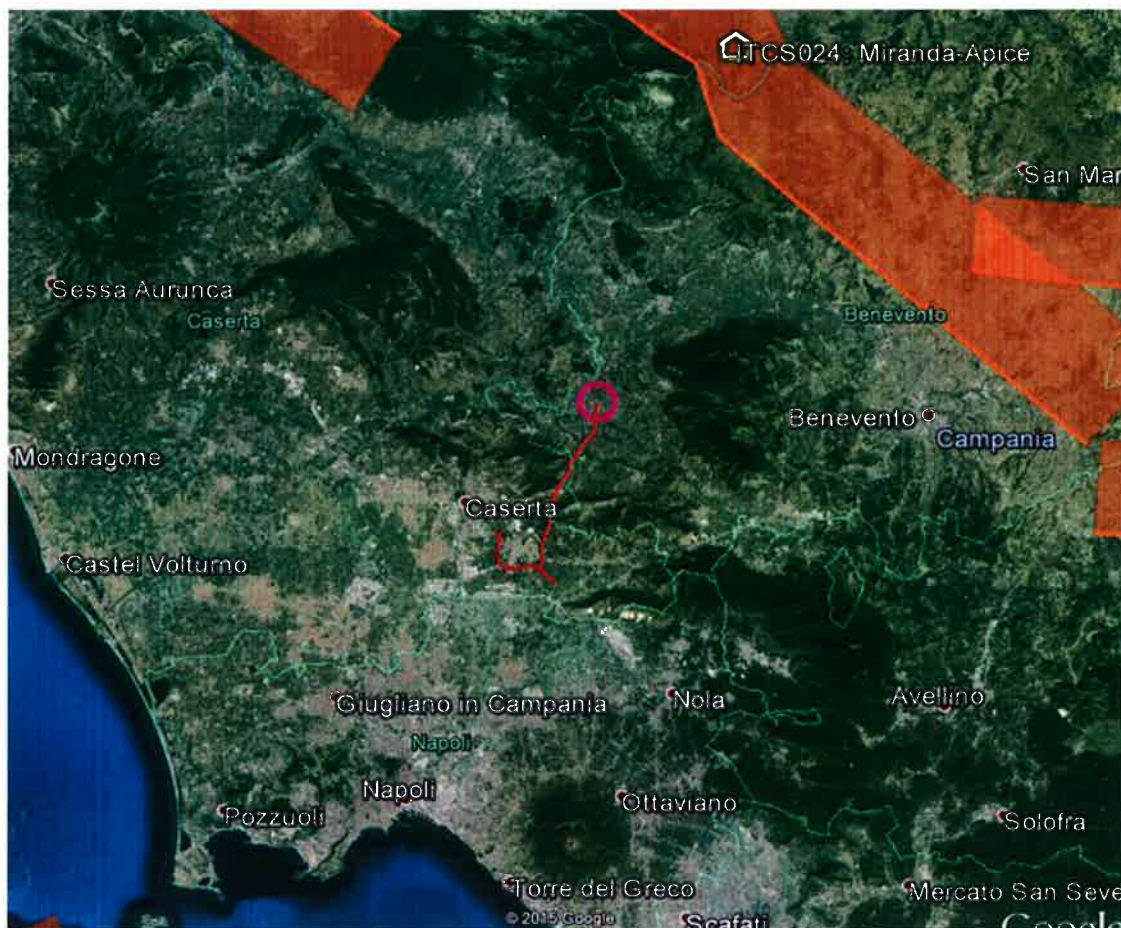 ITCS024: Miranda-Apice
San Mar
Sessa Aurunca
Caserta
Benevento
Benevento
Campania
Mondragone
Caserta
Castel Volturno
Giugliano in Campania
Nola
Avellino
Napoli
Napoli
Pozzuoli
Ottaviano
Solofra
Torre del Greco
Mercato San Seve
© 2015 Google
Scafati
Google